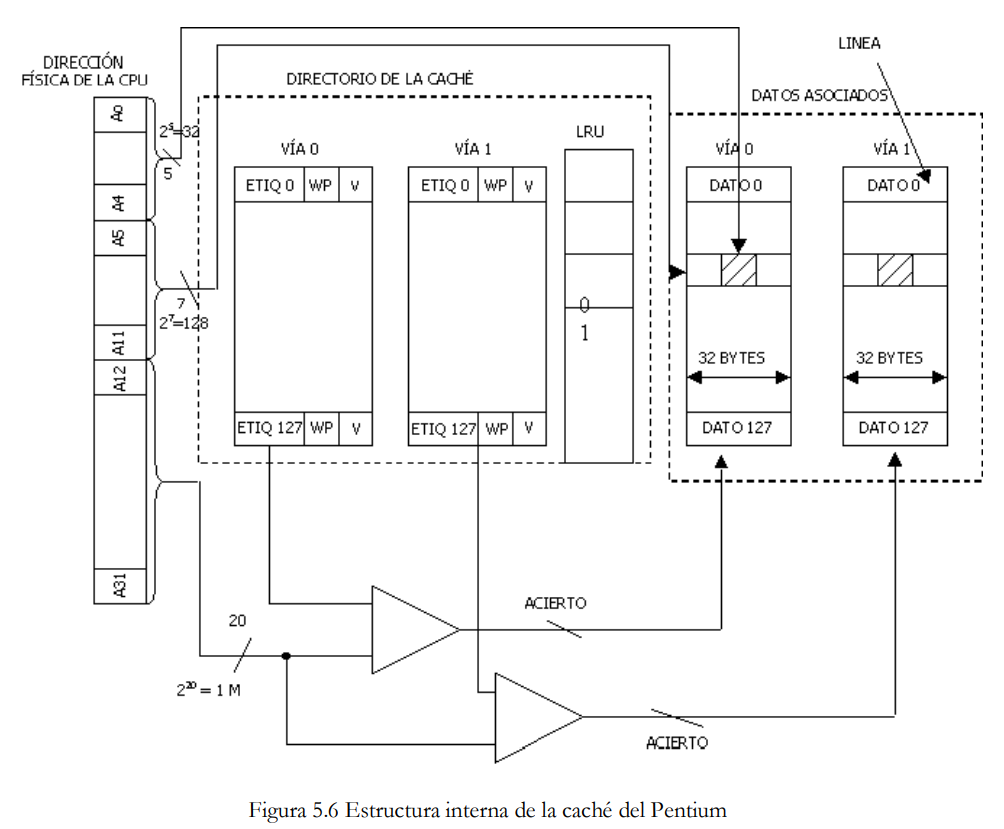 LINEA
DIRECCIÓN
FÍSICA DE LA CPU
DIRECTORIO DE LA CACHÉ
DATOS ASOCIADOS
A0
2⁵=32
5
A4
A5
7
2⁷=128
A11
A12
A31
VÍA 0
VÍA 1
LRU
VÍA 0
VÍA 1
ETIQ 0 WP V
ETIQ 0 WP V
DATO 0
DATO 0
0
1
32 BYTES
32 BYTES
ETIQ 127 WP V
ETIQ 127 WP V
DATO 127
DATO 127
20
2²⁰ = 1 M
ACIERTO
ACIERTO
Figura 5.6 Estructura interna de la caché del Pentium